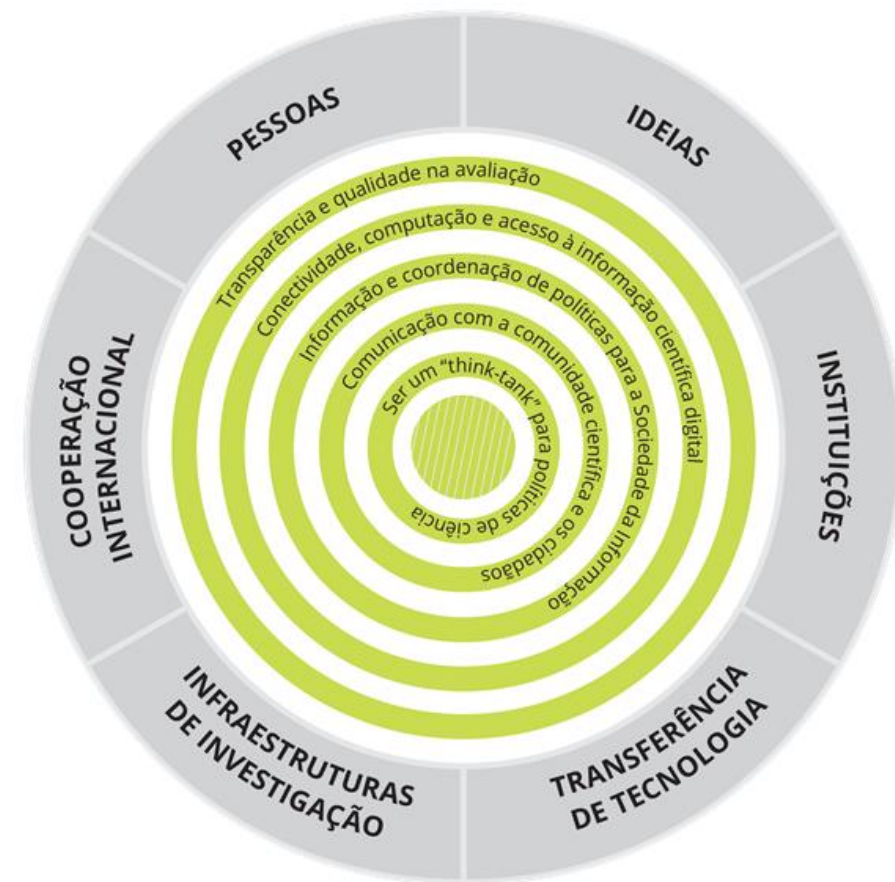 PESSOAS
IDEIAS
INSTITUIÇÕES
TRANSFERÊNCIA
DE TECNOLOGIA
INFRAESTRUTURAS
DE INVESTIGAÇÃO
COOPERAÇÃO
INTERNACIONAL
Transparência e qualidade na avaliação
Conectividade, computação e acesso à informação científica digital
Informação e coordenação de políticas para a Sociedade da Informação
Comunicação com a comunidade científica e os cidadãos
Ser um "think-tank" para políticas de ciência